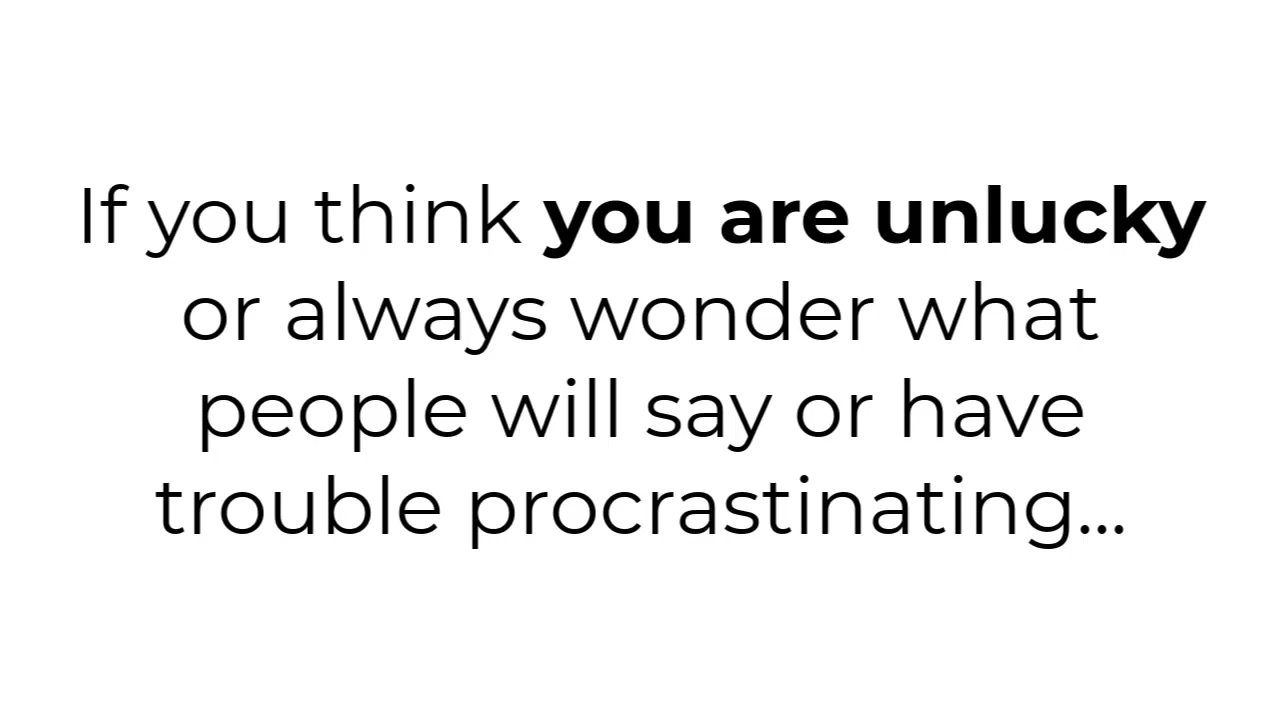 If you think you are unlucky
or always wonder what
people will say or have
trouble procrastinating...